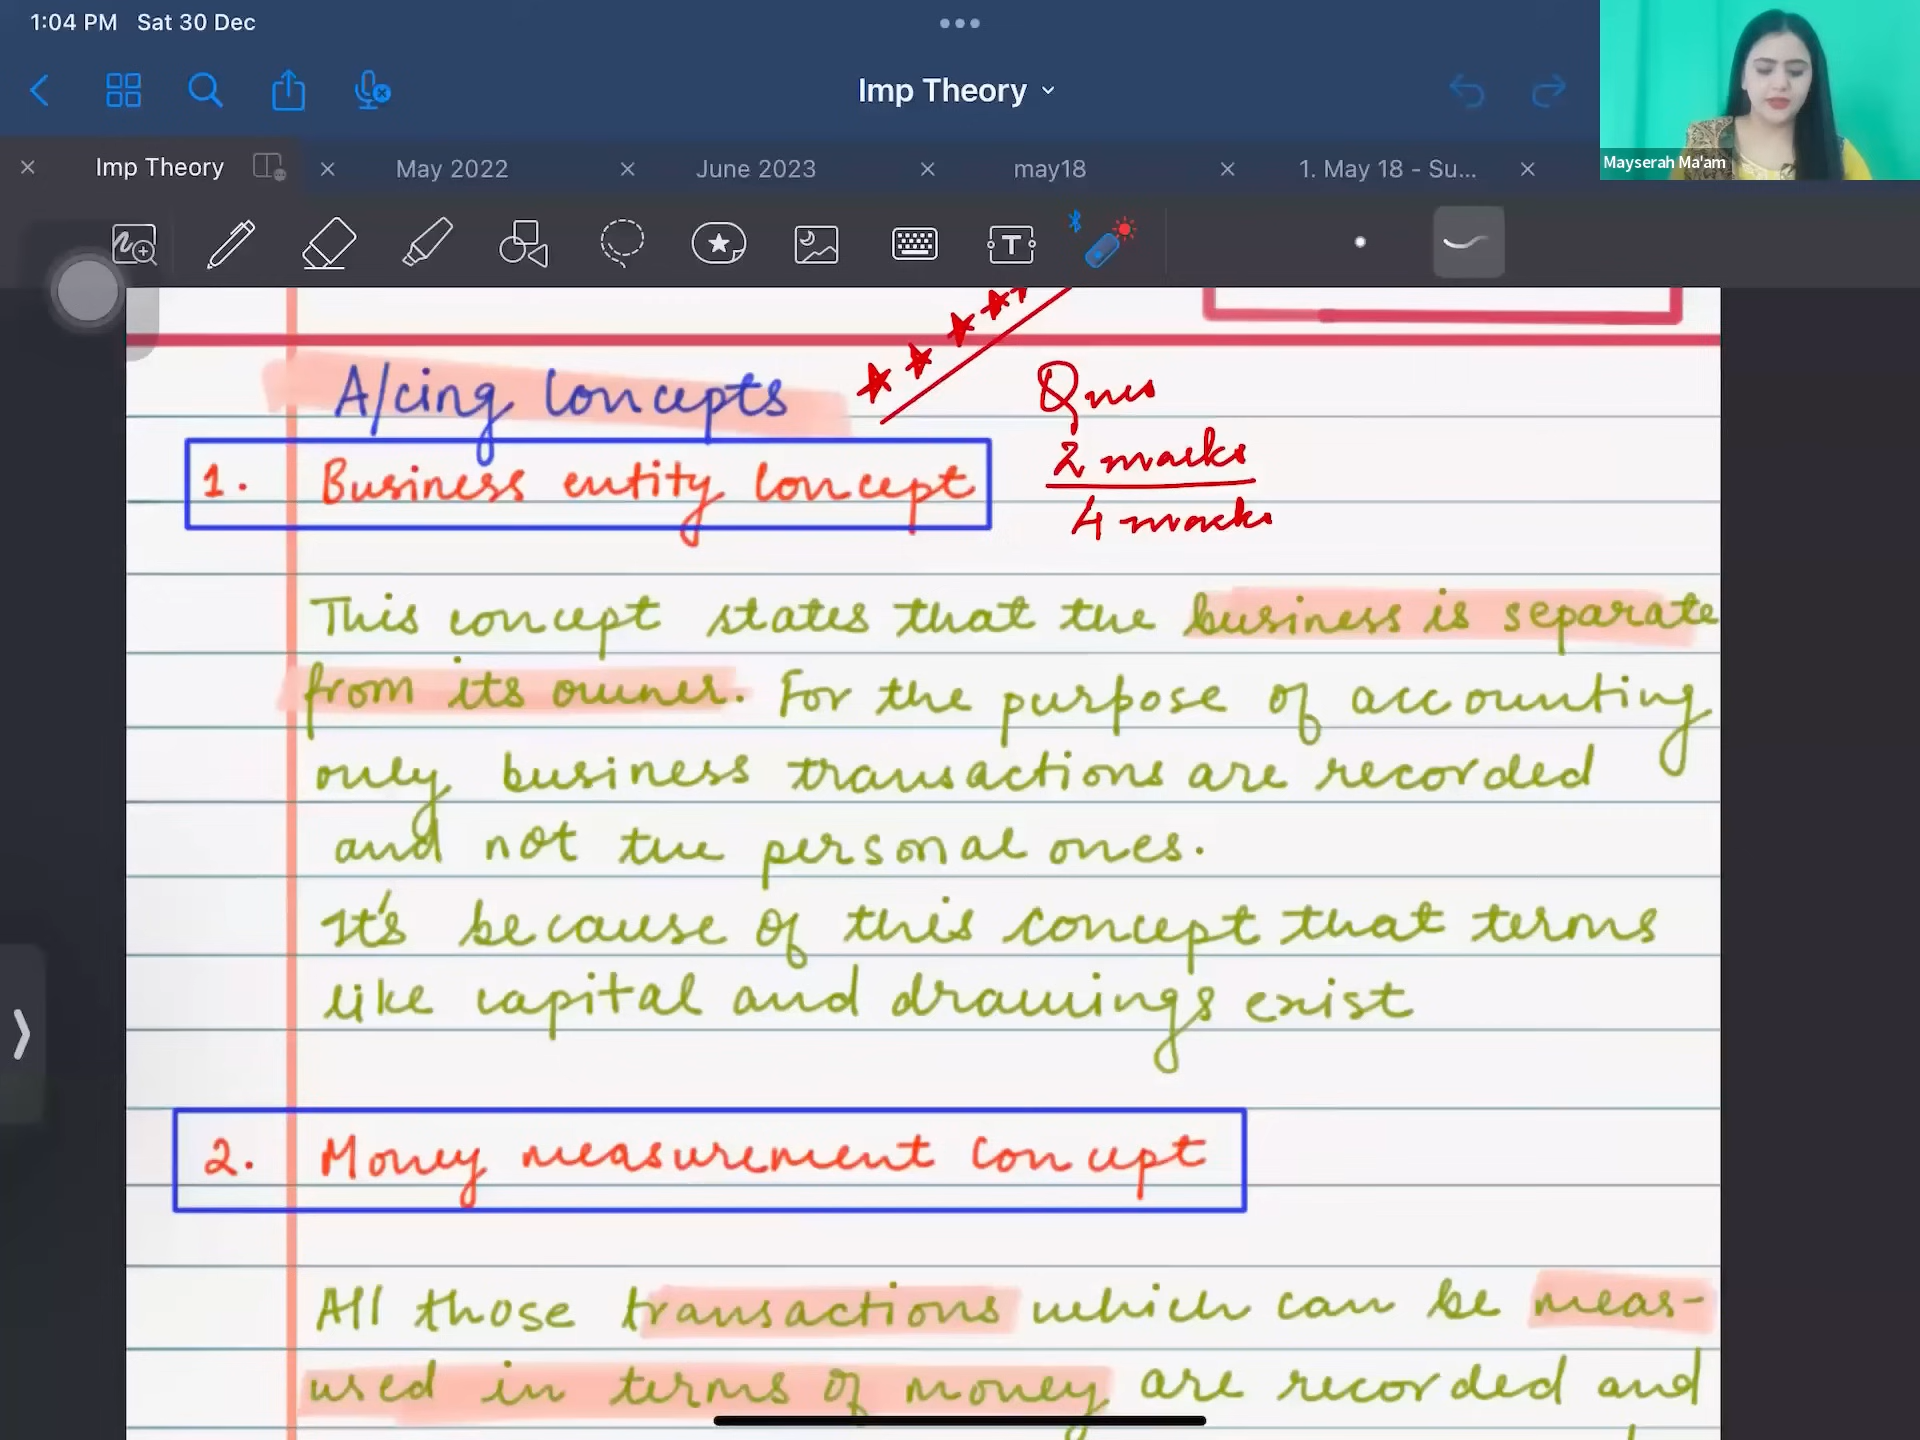 1:04 PM Sat 30 Dec
Imp Theory
Mayserah Ma'am
Imp Theory
May 2022
June 2023
may18
1. May 18 - Su...
T
A/cing Concepts
Ques
2 marks
4 marks
1. Business entity Concept
This concept states that the business is separate
from its owner. For the purpose of accounting
only business transactions are recorded
and not the personal ones.
It's because of this concept that terms
like capital and drawings exist
2. Money measurement Concept
All those transactions which can be meas-
ured in terms of money are recorded and